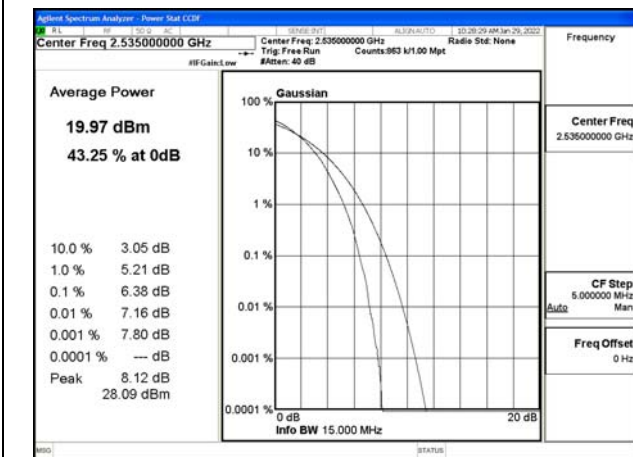 Agilent Spectrum Analyzer - Power Stat CCDF
RL RF 50 Ω AC SENSE:INT ALIGN AUTO 10:28:29 AM Jan 29, 2022
Center Freq 2.535000000 GHz
Center Freq: 2.535000000 GHz Radio Std: None
Trig: Free Run Counts:863 k/1.00 Mpt
#IFGain:Low #Atten: 40 dB
Frequency
Average Power
19.97 dBm
43.25 % at 0dB
10.0 % 3.05 dB
1.0 % 5.21 dB
0.1 % 6.38 dB
0.01 % 7.16 dB
0.001 % 7.80 dB
0.0001 % --- dB
Peak 8.12 dB
28.09 dBm
Gaussian
100 %
10 %
1 %
0.1 %
0.01 %
0.001 %
0.0001 %
0 dB 20 dB
Info BW 15.000 MHz
Center Freq
2.535000000 GHz
CF Step
5.000000 MHz
Auto Man
Freq Offset
0 Hz
MSG STATUS